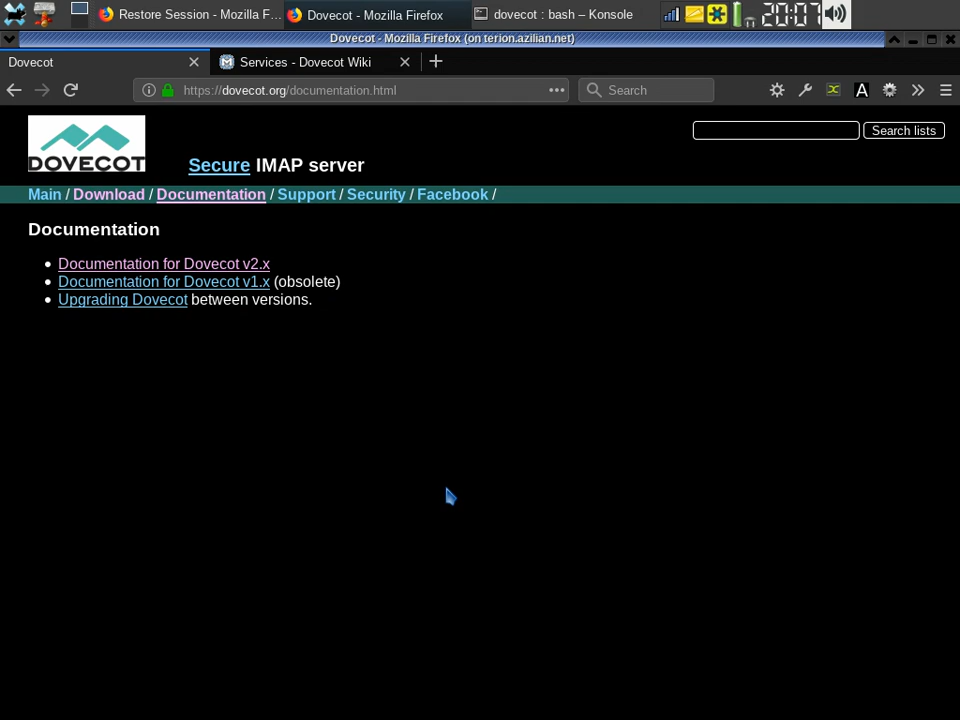 Restore Session - Mozilla F...
Dovecot - Mozilla Firefox
dovecot : bash – Konsole
20:07
Dovecot - Mozilla Firefox (on terion.azilian.net)
Dovecot
Services - Dovecot Wiki
https://dovecot.org/documentation.html
Search
A
DOVECOT
Secure IMAP server
Search lists
Main / Download / Documentation / Support / Security / Facebook /
Documentation
Documentation for Dovecot v2.x
Documentation for Dovecot v1.x (obsolete)
Upgrading Dovecot between versions.